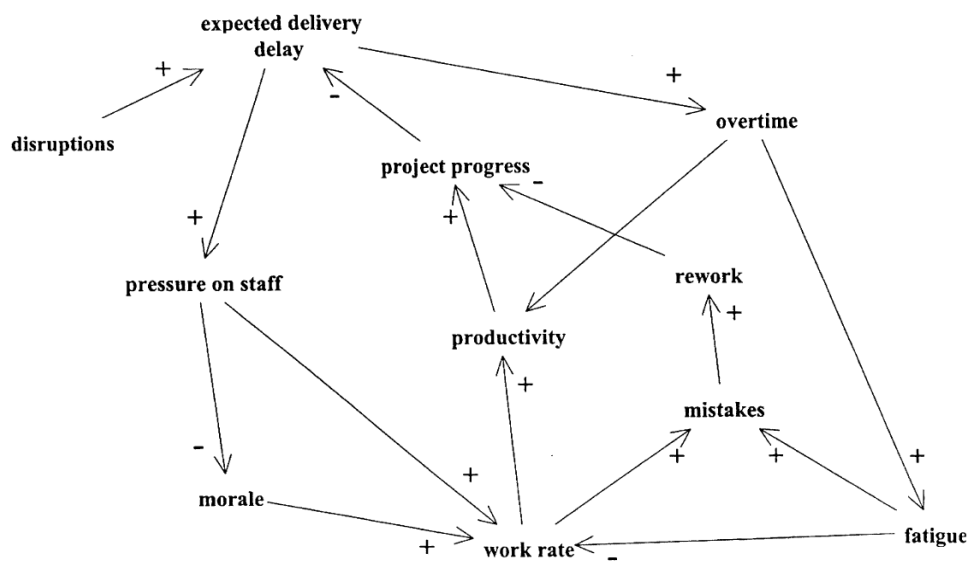 expected delivery
delay
+
+
-
disruptions
overtime
project progress
-
+
+
pressure on staff
rework
+
productivity
+
mistakes
-
+
+
+
+
morale
+
work rate
-
fatigue